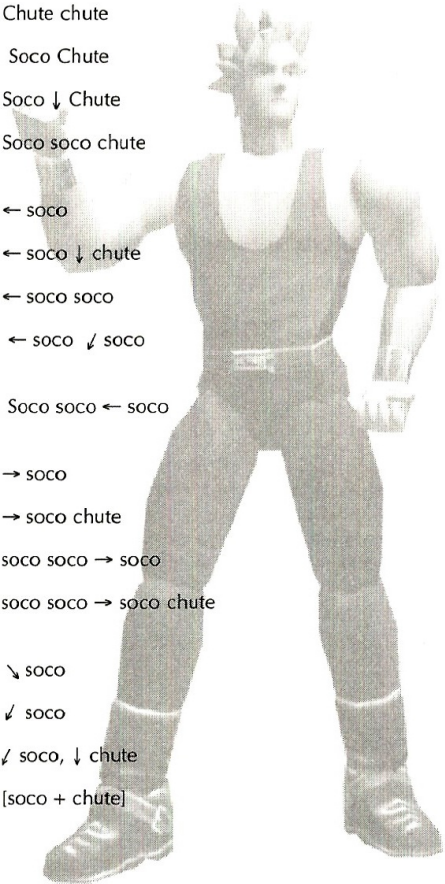 Chute chute
Soco Chute
Soco ↓ Chute
Soco soco chute
← soco
← soco ↓ chute
← soco soco
← soco ↙ soco
Soco soco ← soco
→ soco
→ soco chute
soco soco → soco
soco soco → soco chute
↘ soco
↙ soco
↙ soco, ↓ chute
[soco + chute]